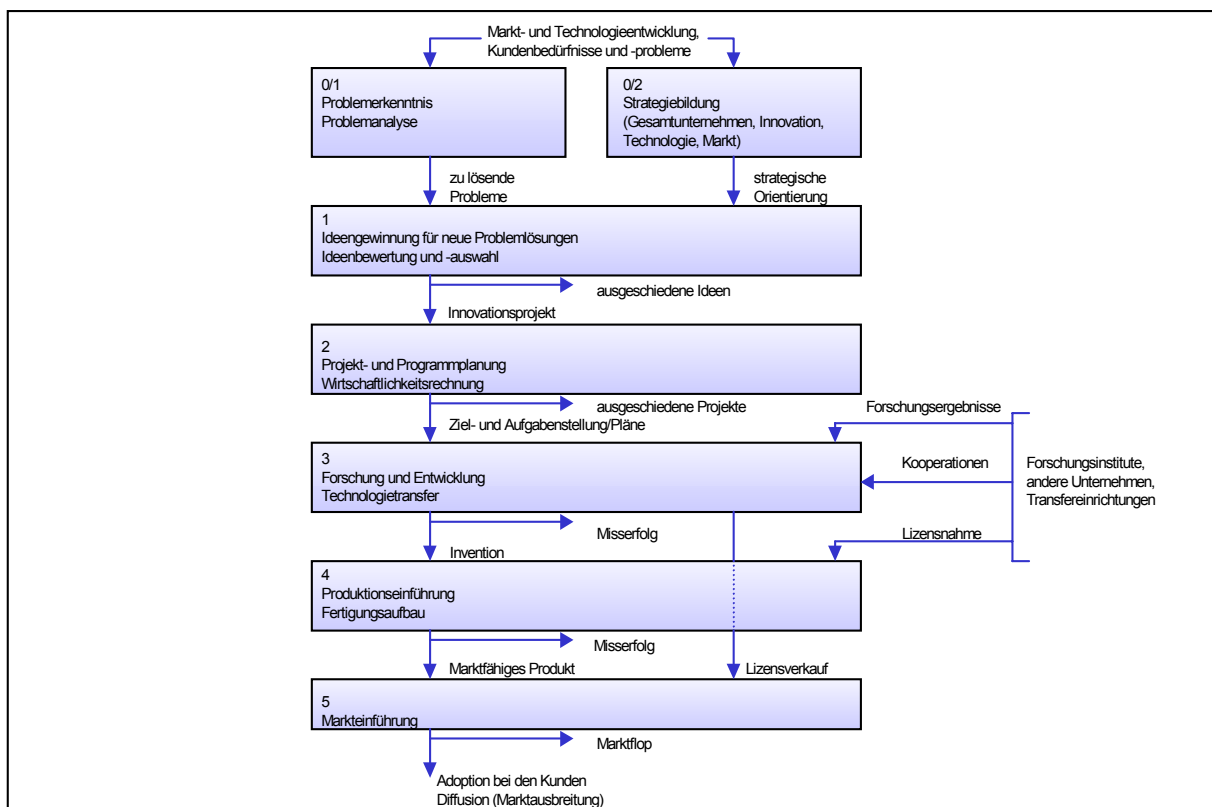 Markt- und Technologieentwicklung,
Kundenbedürfnisse und -probleme
0/1
Problemerkenntnis
Problemanalyse
0/2
Strategiebildung
(Gesamtunternehmen, Innovation,
Technologie, Markt)
zu lösende
Probleme
strategische
Orientierung
1
Ideengewinnung für neue Problemlösungen
Ideenbewertung und -auswahl
ausgeschiedene Ideen
Innovationsprojekt
2
Projekt- und Programmplanung
Wirtschaftlichkeitsrechnung
ausgeschiedene Projekte
Ziel- und Aufgabenstellung/Pläne
Forschungsergebnisse
3
Forschung und Entwicklung
Technologietransfer
Kooperationen
Forschungsinstitute,
andere Unternehmen,
Transfereinrichtungen
Misserfolg
Invention
Lizensnahme
4
Produktionseinführung
Fertigungsaufbau
Misserfolg
Marktfähiges Produkt
Lizensverkauf
5
Markteinführung
Marktflop
Adoption bei den Kunden
Diffusion (Marktausbreitung)